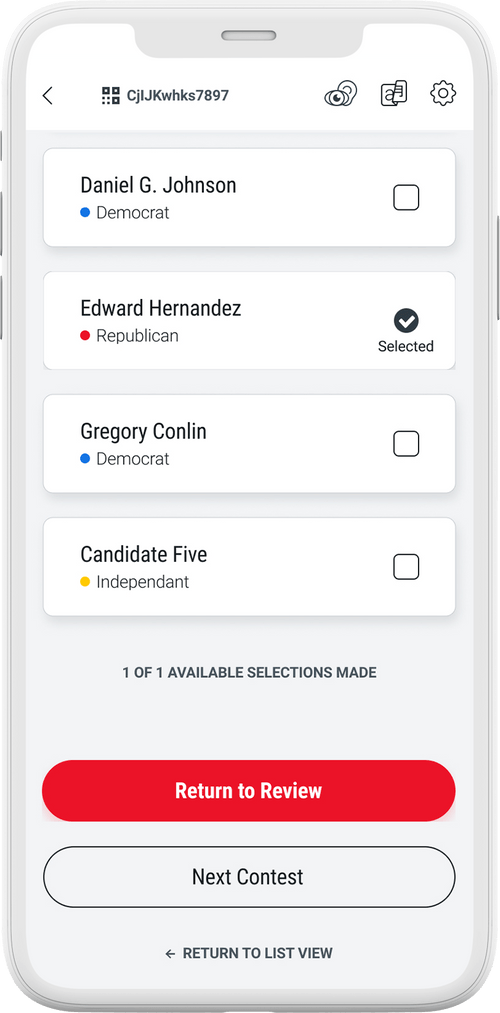 CjIJKwhks7897
Daniel G. Johnson
Democrat
Edward Hernandez
Republican
Selected
Gregory Conlin
Democrat
Candidate Five
Independant
1 OF 1 AVAILABLE SELECTIONS MADE
Return to Review
Next Contest
← RETURN TO LIST VIEW